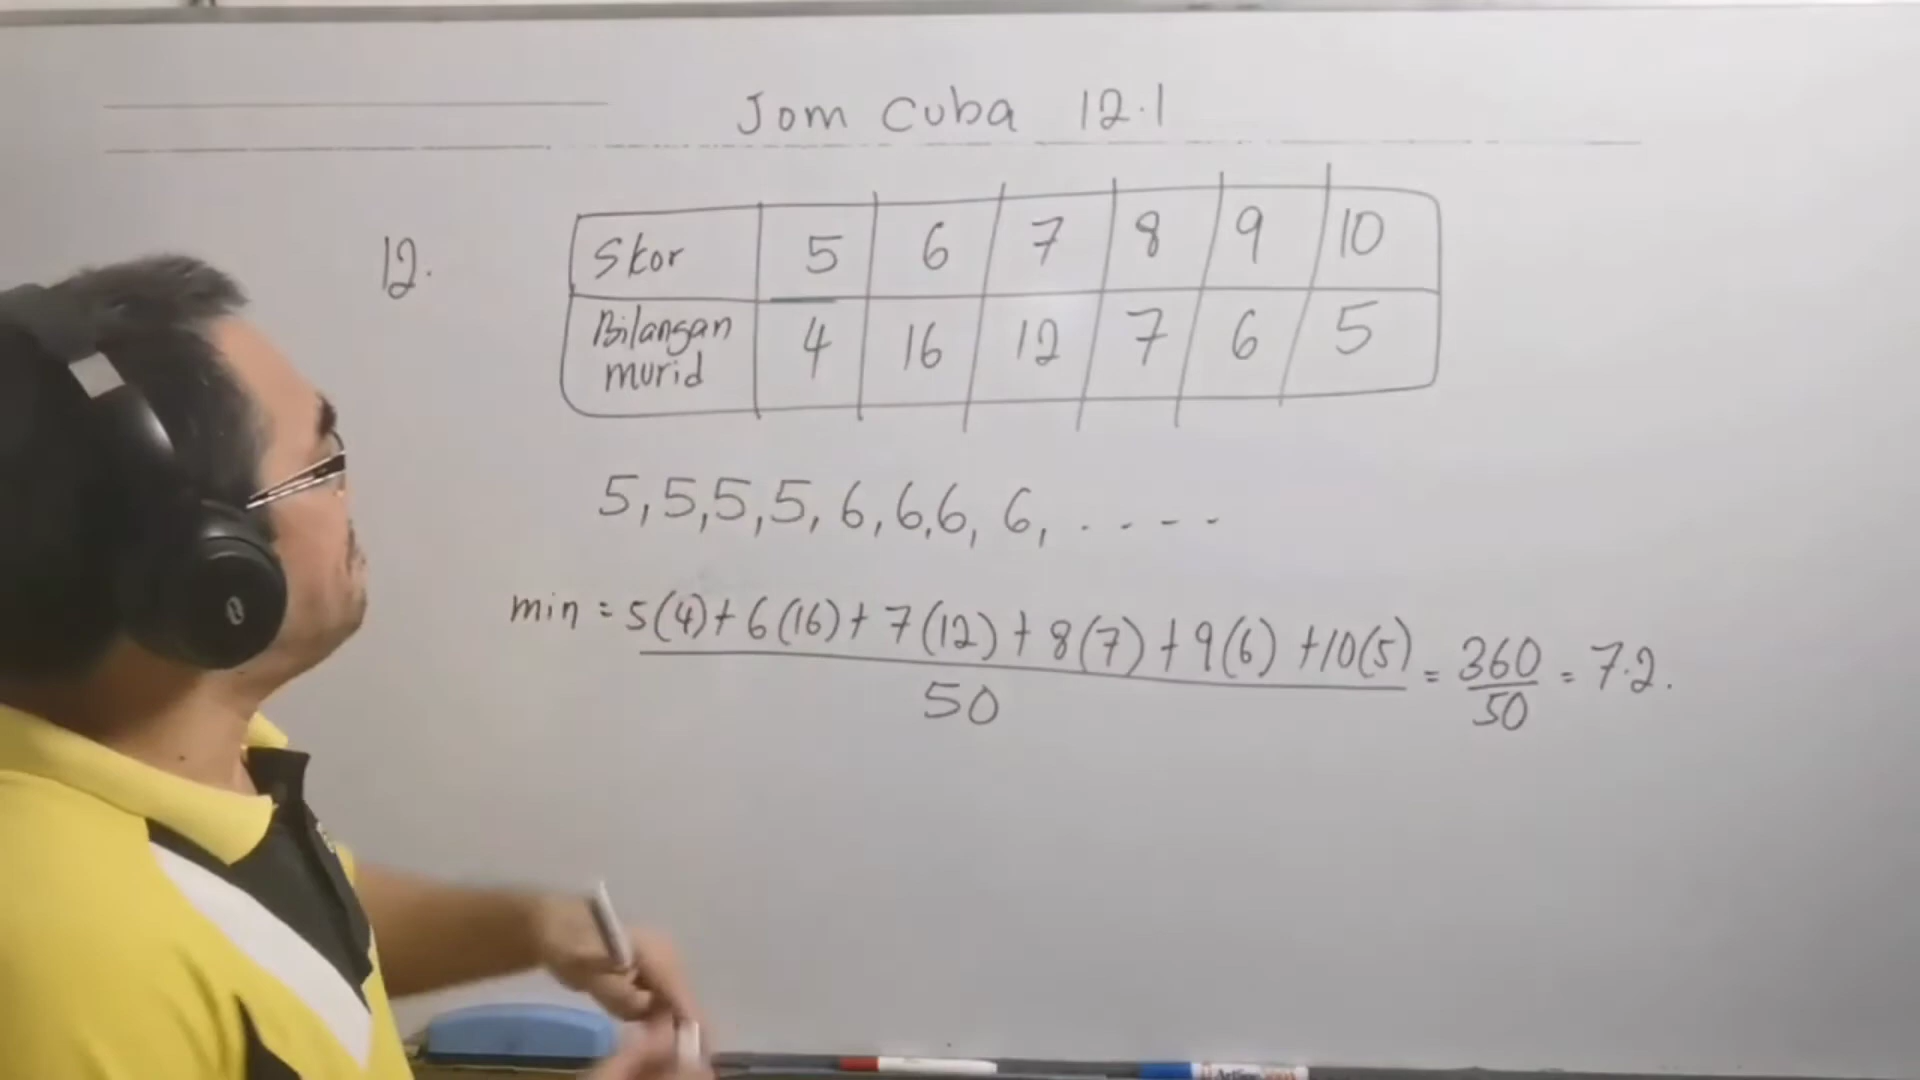 Jom Cuba 12.1
12.
Skor 5 6 7 8 9 10
Bilangan murid 4 16 12 7 6 5
5,5,5,5,6,6,6,6,....
min = 5(4)+6(16)+7(12)+8(7)+9(6)+10(5) = 360 = 7.2.
50 50
Artline